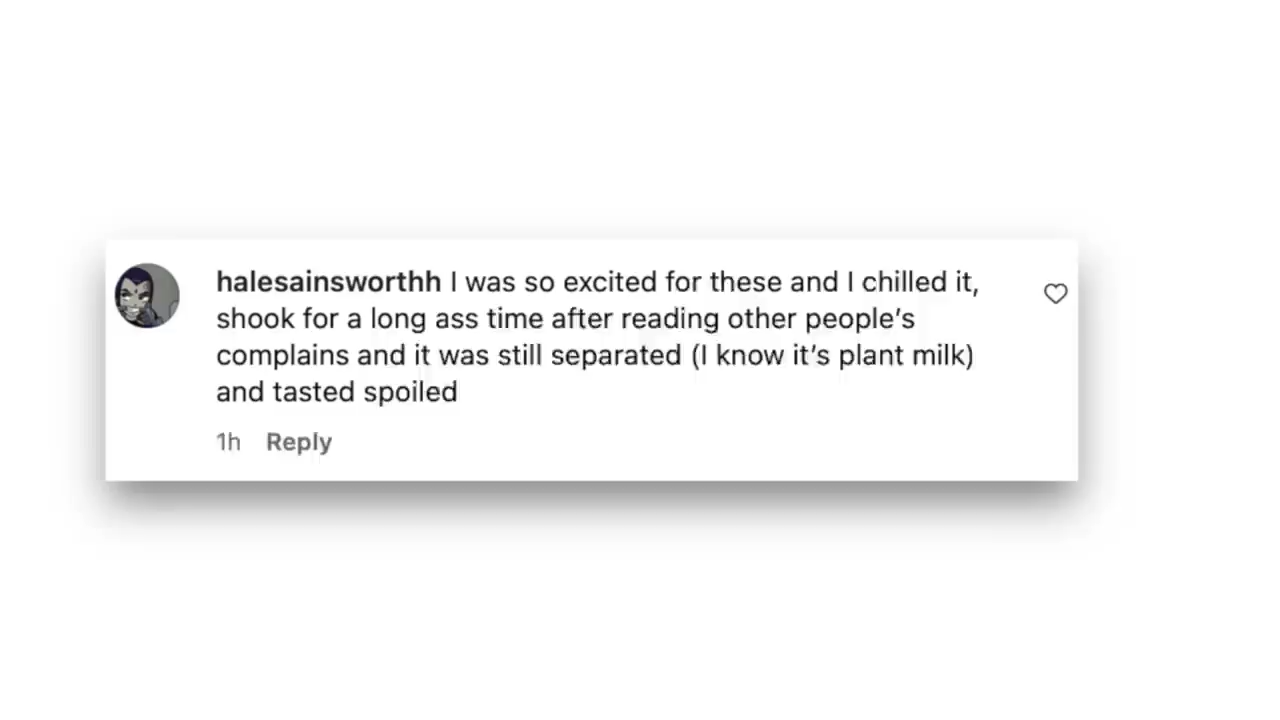 halesainsworthh I was so excited for these and I chilled it,
shook for a long ass time after reading other people’s
complains and it was still separated (I know it’s plant milk)
and tasted spoiled
1h Reply